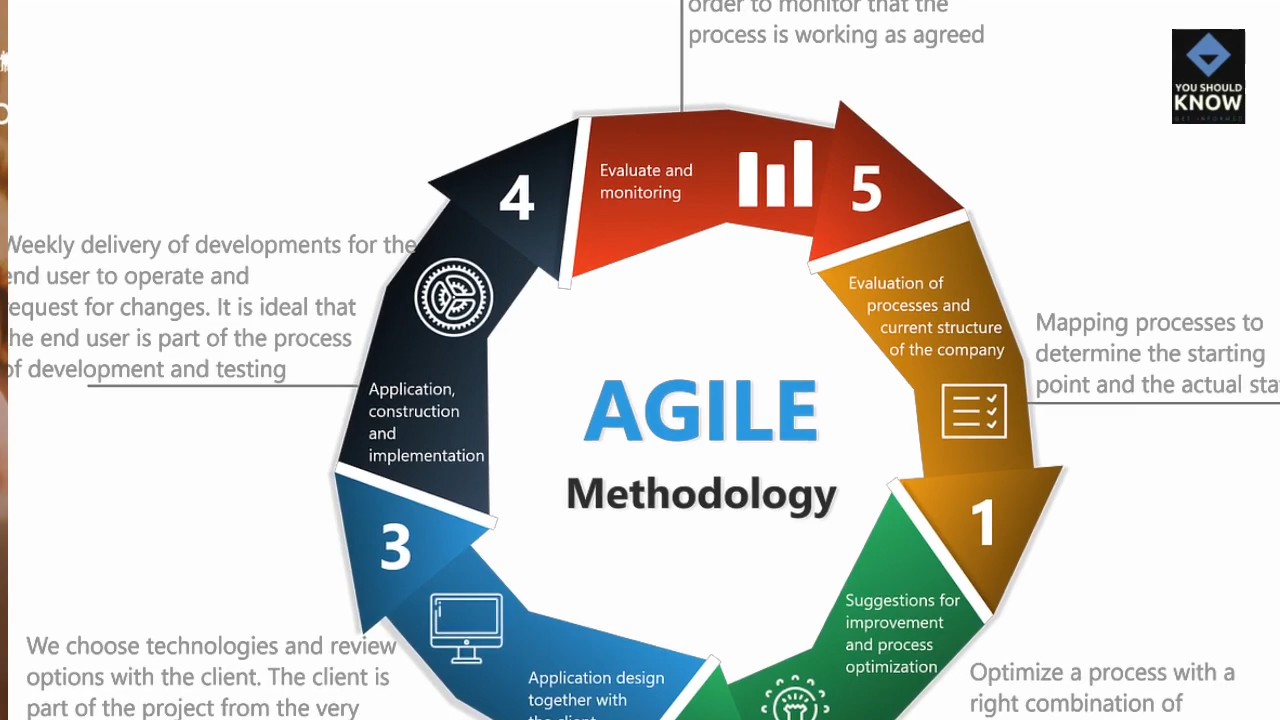 order to monitor that the
process is working as agreed
YOU SHOULD
KNOW
4
Evaluate and
monitoring
5
Weekly delivery of developments for the
end user to operate and
request for changes. It is ideal that
the end user is part of the process
of development and testing
Evaluation of
processes and
current structure
of the company
Mapping processes to
determine the starting
point and the actual
Application,
construction
and
implementation
AGILE
Methodology
1
3
Suggestions for
improvement
and process
optimization
We choose technologies and review
options with the client. The client is
part of the project from the very
Application design
together with
the client
Optimize a process with a
right combination of